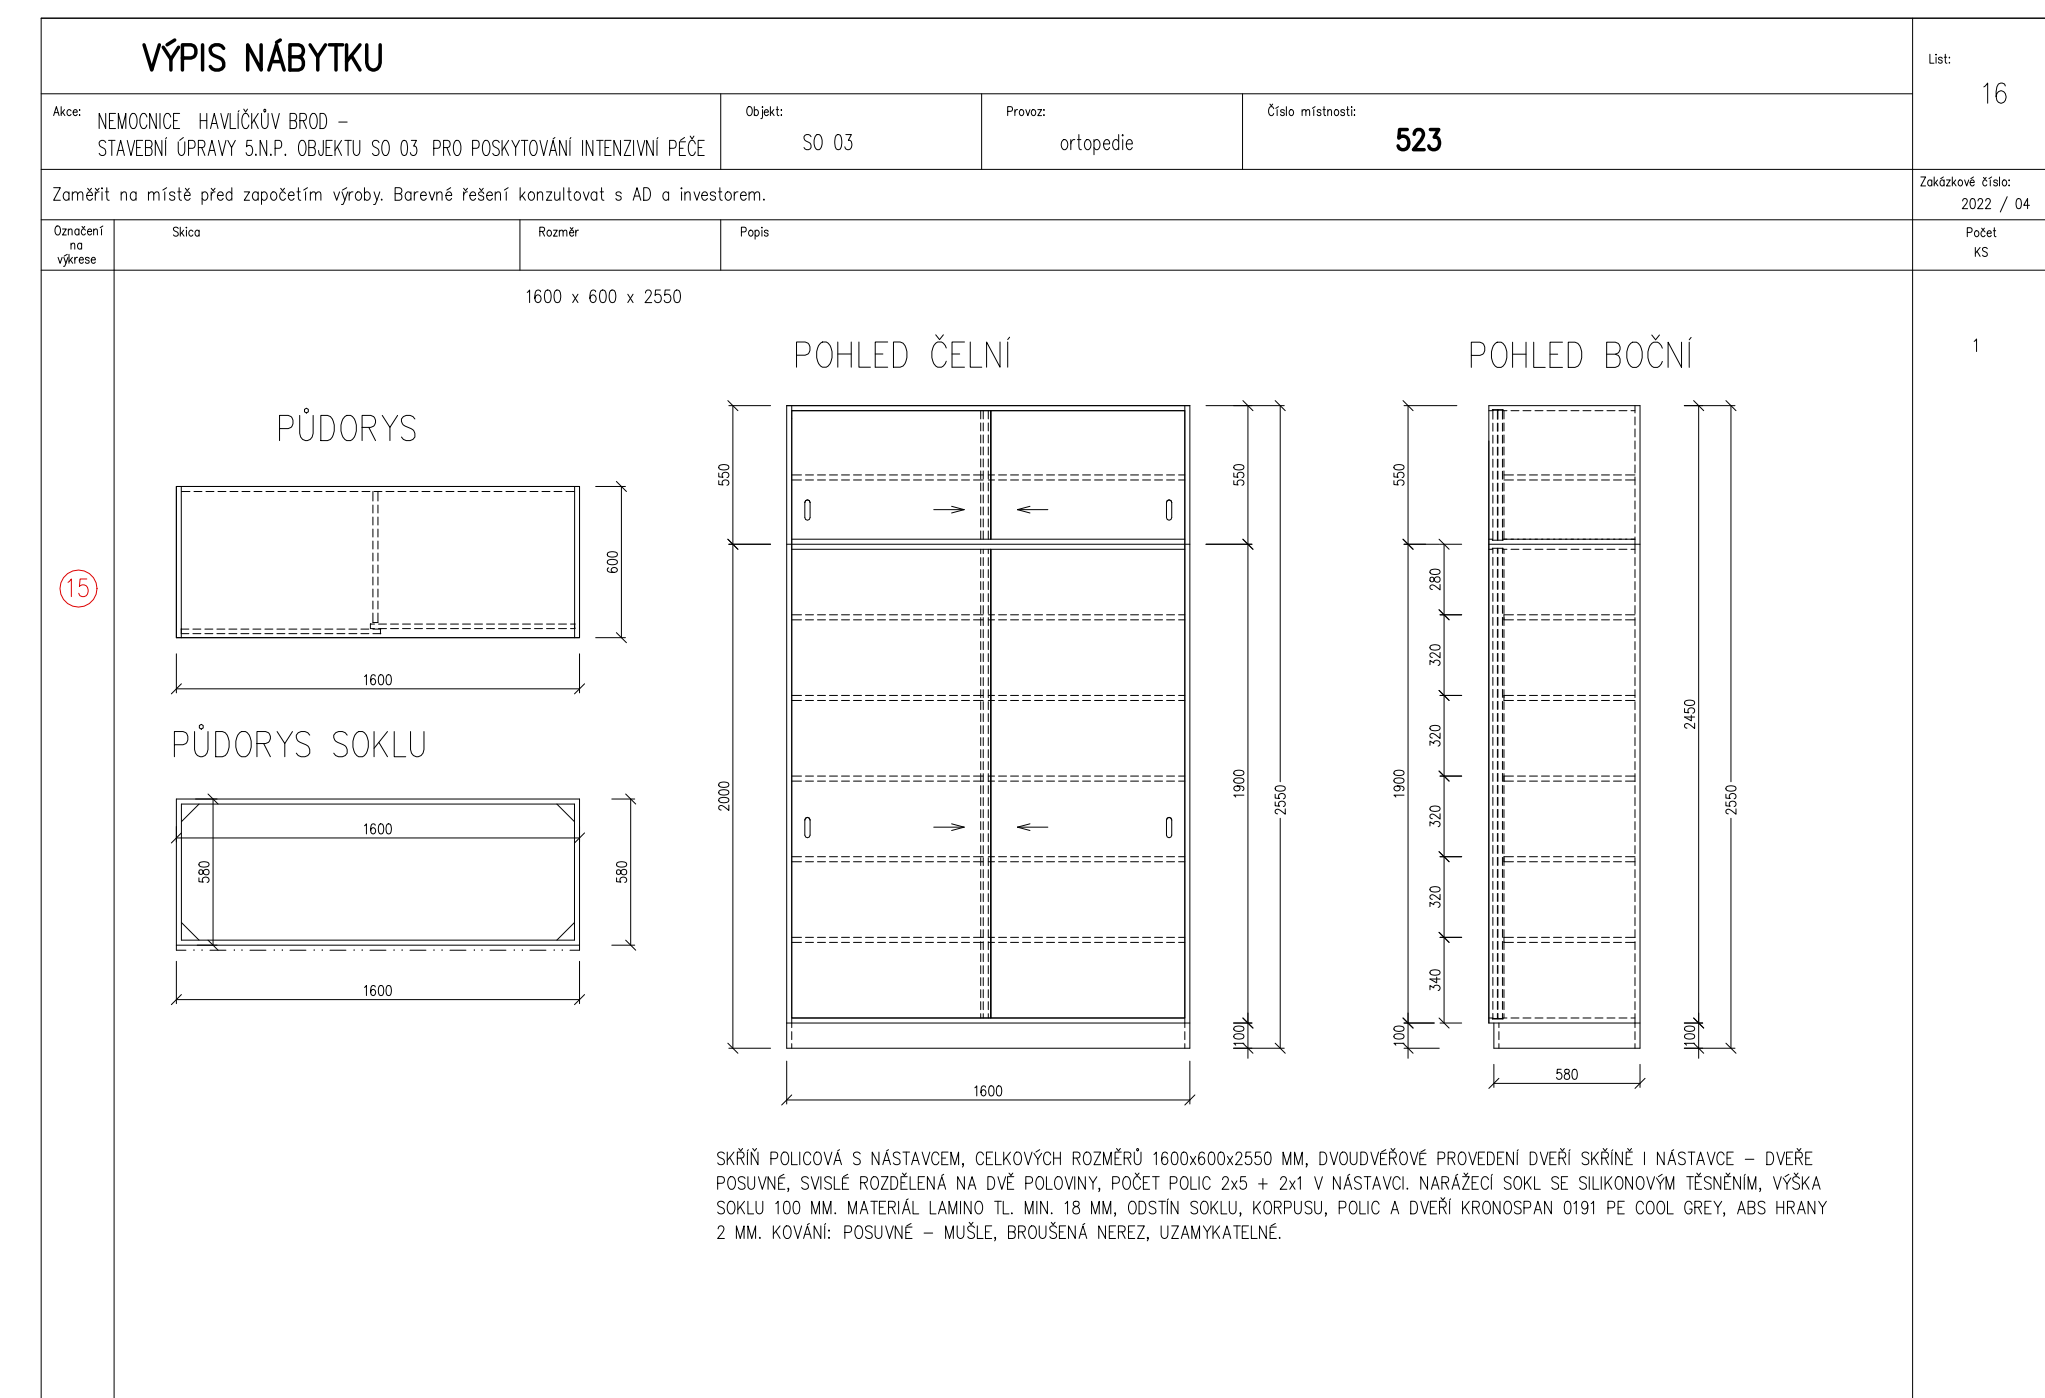 VÝPIS NÁBYTKU
List:
16
Akce:
NEMOCNICE HAVLÍČKŮV BROD –
STAVEBNÍ ÚPRAVY 5.N.P. OBJEKTU SO 03 PRO POSKYTOVÁNÍ INTENZIVNÍ PÉČE
Objekt:
SO 03
Provoz:
ortopedie
Číslo místnosti:
523
Zaměřit na místě před započetím výroby. Barevné řešení konzultovat s AD a investorem.
Zakázkové číslo:
2022 / 04
Označení
na
výkrese
Skica
Rozměr
Popis
Počet
KS
1600 x 600 x 2550
1
15
PŮDORYS
600
1600
PŮDORYS SOKLU
1600
580
580
1600
POHLED ČELNÍ
550
2000
550
1900
100
2550
1600
POHLED BOČNÍ
550
1900
100
280
320
320
320
320
340
2450
100
2550
580
SKŘÍŇ POLICOVÁ S NÁSTAVCEM, CELKOVÝCH ROZMĚRŮ 1600x600x2550 MM, DVOUDVÉŘOVÉ PROVEDENÍ DVEŘÍ SKŘÍNĚ I NÁSTAVCE – DVEŘE
POSUVNÉ, SVISLÉ ROZDĚLENÁ NA DVĚ POLOVINY, POČET POLIC 2x5 + 2x1 V NÁSTAVCI. NARÁŽECÍ SOKL SE SILIKONOVÝM TĚSNĚNÍM, VÝŠKA
SOKLU 100 MM. MATERIÁL LAMINO TL. MIN. 18 MM, ODSTÍN SOKLU, KORPUSU, POLIC A DVEŘÍ KRONOSPAN 0191 PE COOL GREY, ABS HRANY
2 MM. KOVÁNÍ: POSUVNÉ – MUŠLE, BROUŠENÁ NEREZ, UZAMYKATELNÉ.